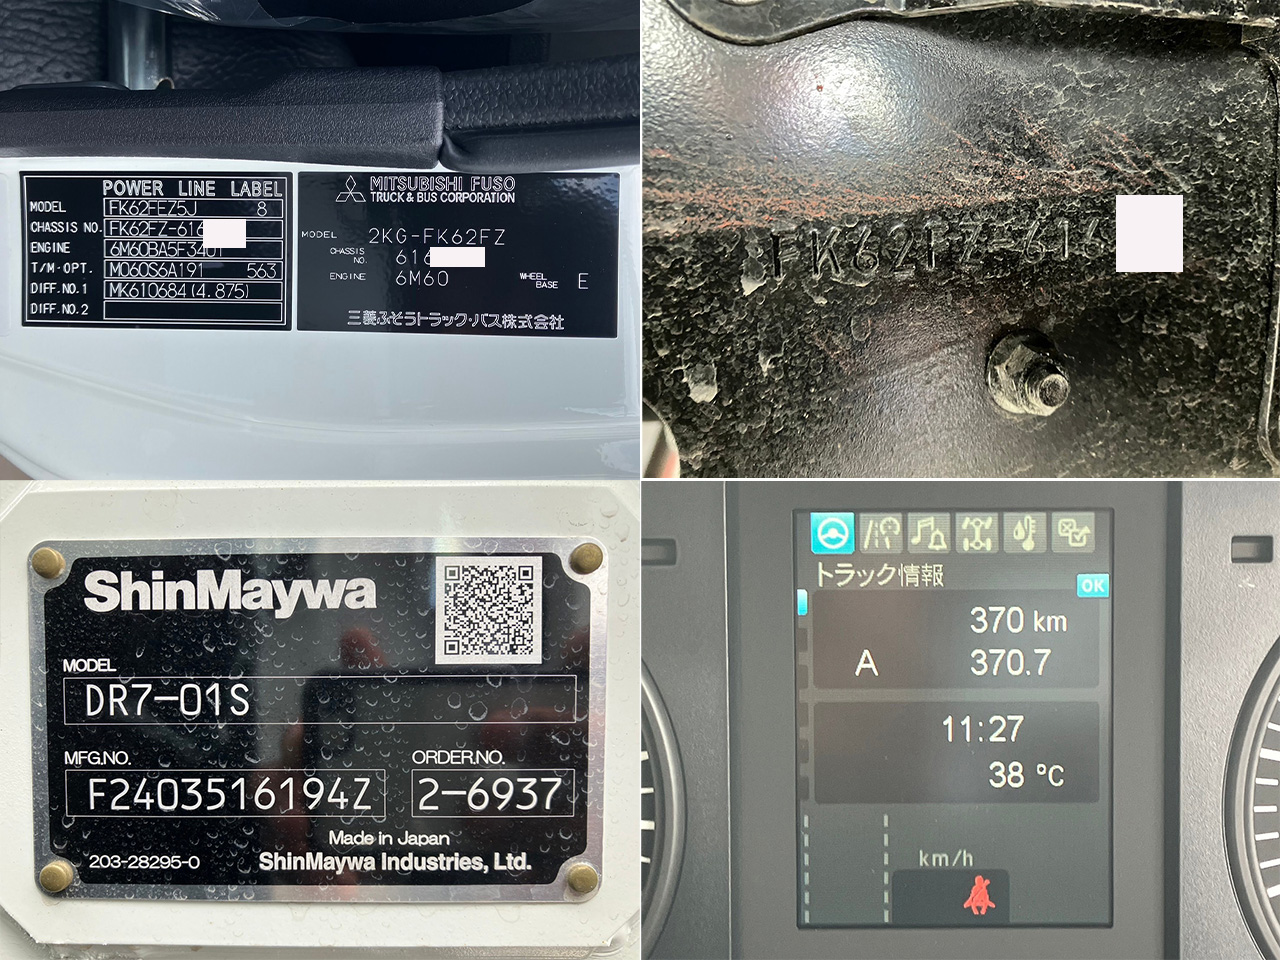 POWER LINE LABEL
MODEL FK62FEZ5J 8
CHASSIS NO. FK62FZ-616
ENGINE 6M60BA5F3401
T/M·OPT. M060S6A191 563
DIFF.NO.1 MK610684(4.875)
DIFF.NO.2
MITSUBISHI FUSO
TRUCK & BUS CORPORATION
MODEL 2KG-FK62FZ
CHASSIS NO. 616
ENGINE 6M60 WHEEL BASE E
三菱ふそうトラック・バス株式会社
FK62FZ-616
ShinMaywa
MODEL
DR7-01S
MFG.NO. ORDER.NO.
F2403516194Z 2-6937
Made in Japan
203-28295-0 ShinMaywa Industries, Ltd.
トラック情報
OK
370 km
A 370.7
11:27
38 °C
km/h